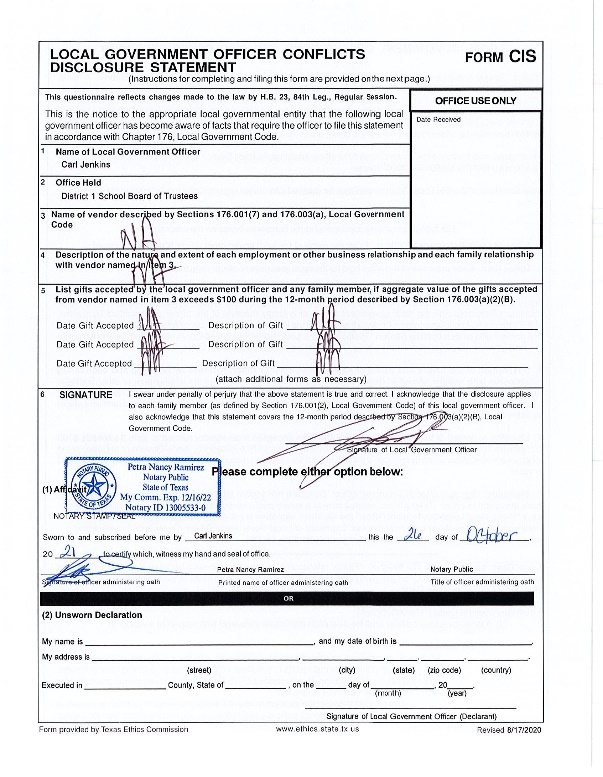 LOCAL GOVERNMENT OFFICER CONFLICTS
DISCLOSURE STATEMENT
FORM CIS
(Instructions for completing and filing this form are provided on the next page.)
This questionnaire reflects changes made to the law by H.B. 23, 84th Leg., Regular Session.
OFFICE USE ONLY
This is the notice to the appropriate local governmental entity that the following local
government officer has become aware of facts that require the officer to file this statement
in accordance with Chapter 176, Local Government Code.
Date Received
1 Name of Local Government Officer
Carl Jenkins
2 Office Held
District 1 School Board of Trustees
3 Name of vendor described by Sections 176.001(7) and 176.003(a), Local Government
Code
NA
4 Description of the nature and extent of each employment or other business relationship and each family relationship
with vendor named in item 3.
NA
5 List gifts accepted by the local government officer and any family member, if aggregate value of the gifts accepted
from vendor named in item 3 exceeds $100 during the 12-month period described by Section 176.003(a)(2)(B).
Date Gift Accepted NA Description of Gift NA
Date Gift Accepted NA Description of Gift NA
Date Gift Accepted NA Description of Gift NA
(attach additional forms as necessary)
6 SIGNATURE I swear under penalty of perjury that the above statement is true and correct. I acknowledge that the disclosure applies
to each family member (as defined by Section 176.001(2), Local Government Code) of this local government officer. I
also acknowledge that this statement covers the 12-month period described by Section 176.003(a)(2)(B), Local
Government Code.
Signature of Local Government Officer
Please complete either option below:
NOTARY PUBLIC
STATE OF TEXAS
Petra Nancy Ramirez
Notary Public
State of Texas
My Comm. Exp. 12/16/22
Notary ID 13005533-0
(1) Affidavit
NOTARY STAMP/SEAL
Sworn to and subscribed before me by Carl Jenkins this the 26 day of October,
20 21, to certify which, witness my hand and seal of office.
Petra Nancy Ramirez Notary Public
Signature of officer administering oath Printed name of officer administering oath Title of officer administering oath
OR
(2) Unsworn Declaration
My name is , and my date of birth is .
My address is , , , , .
(street) (city) (state) (zip code) (country)
Executed in County, State of , on the day of , 20 .
(month) (year)
Signature of Local Government Officer (Declarant)
Form provided by Texas Ethics Commission www.ethics.state.tx.us Revised 8/17/2020